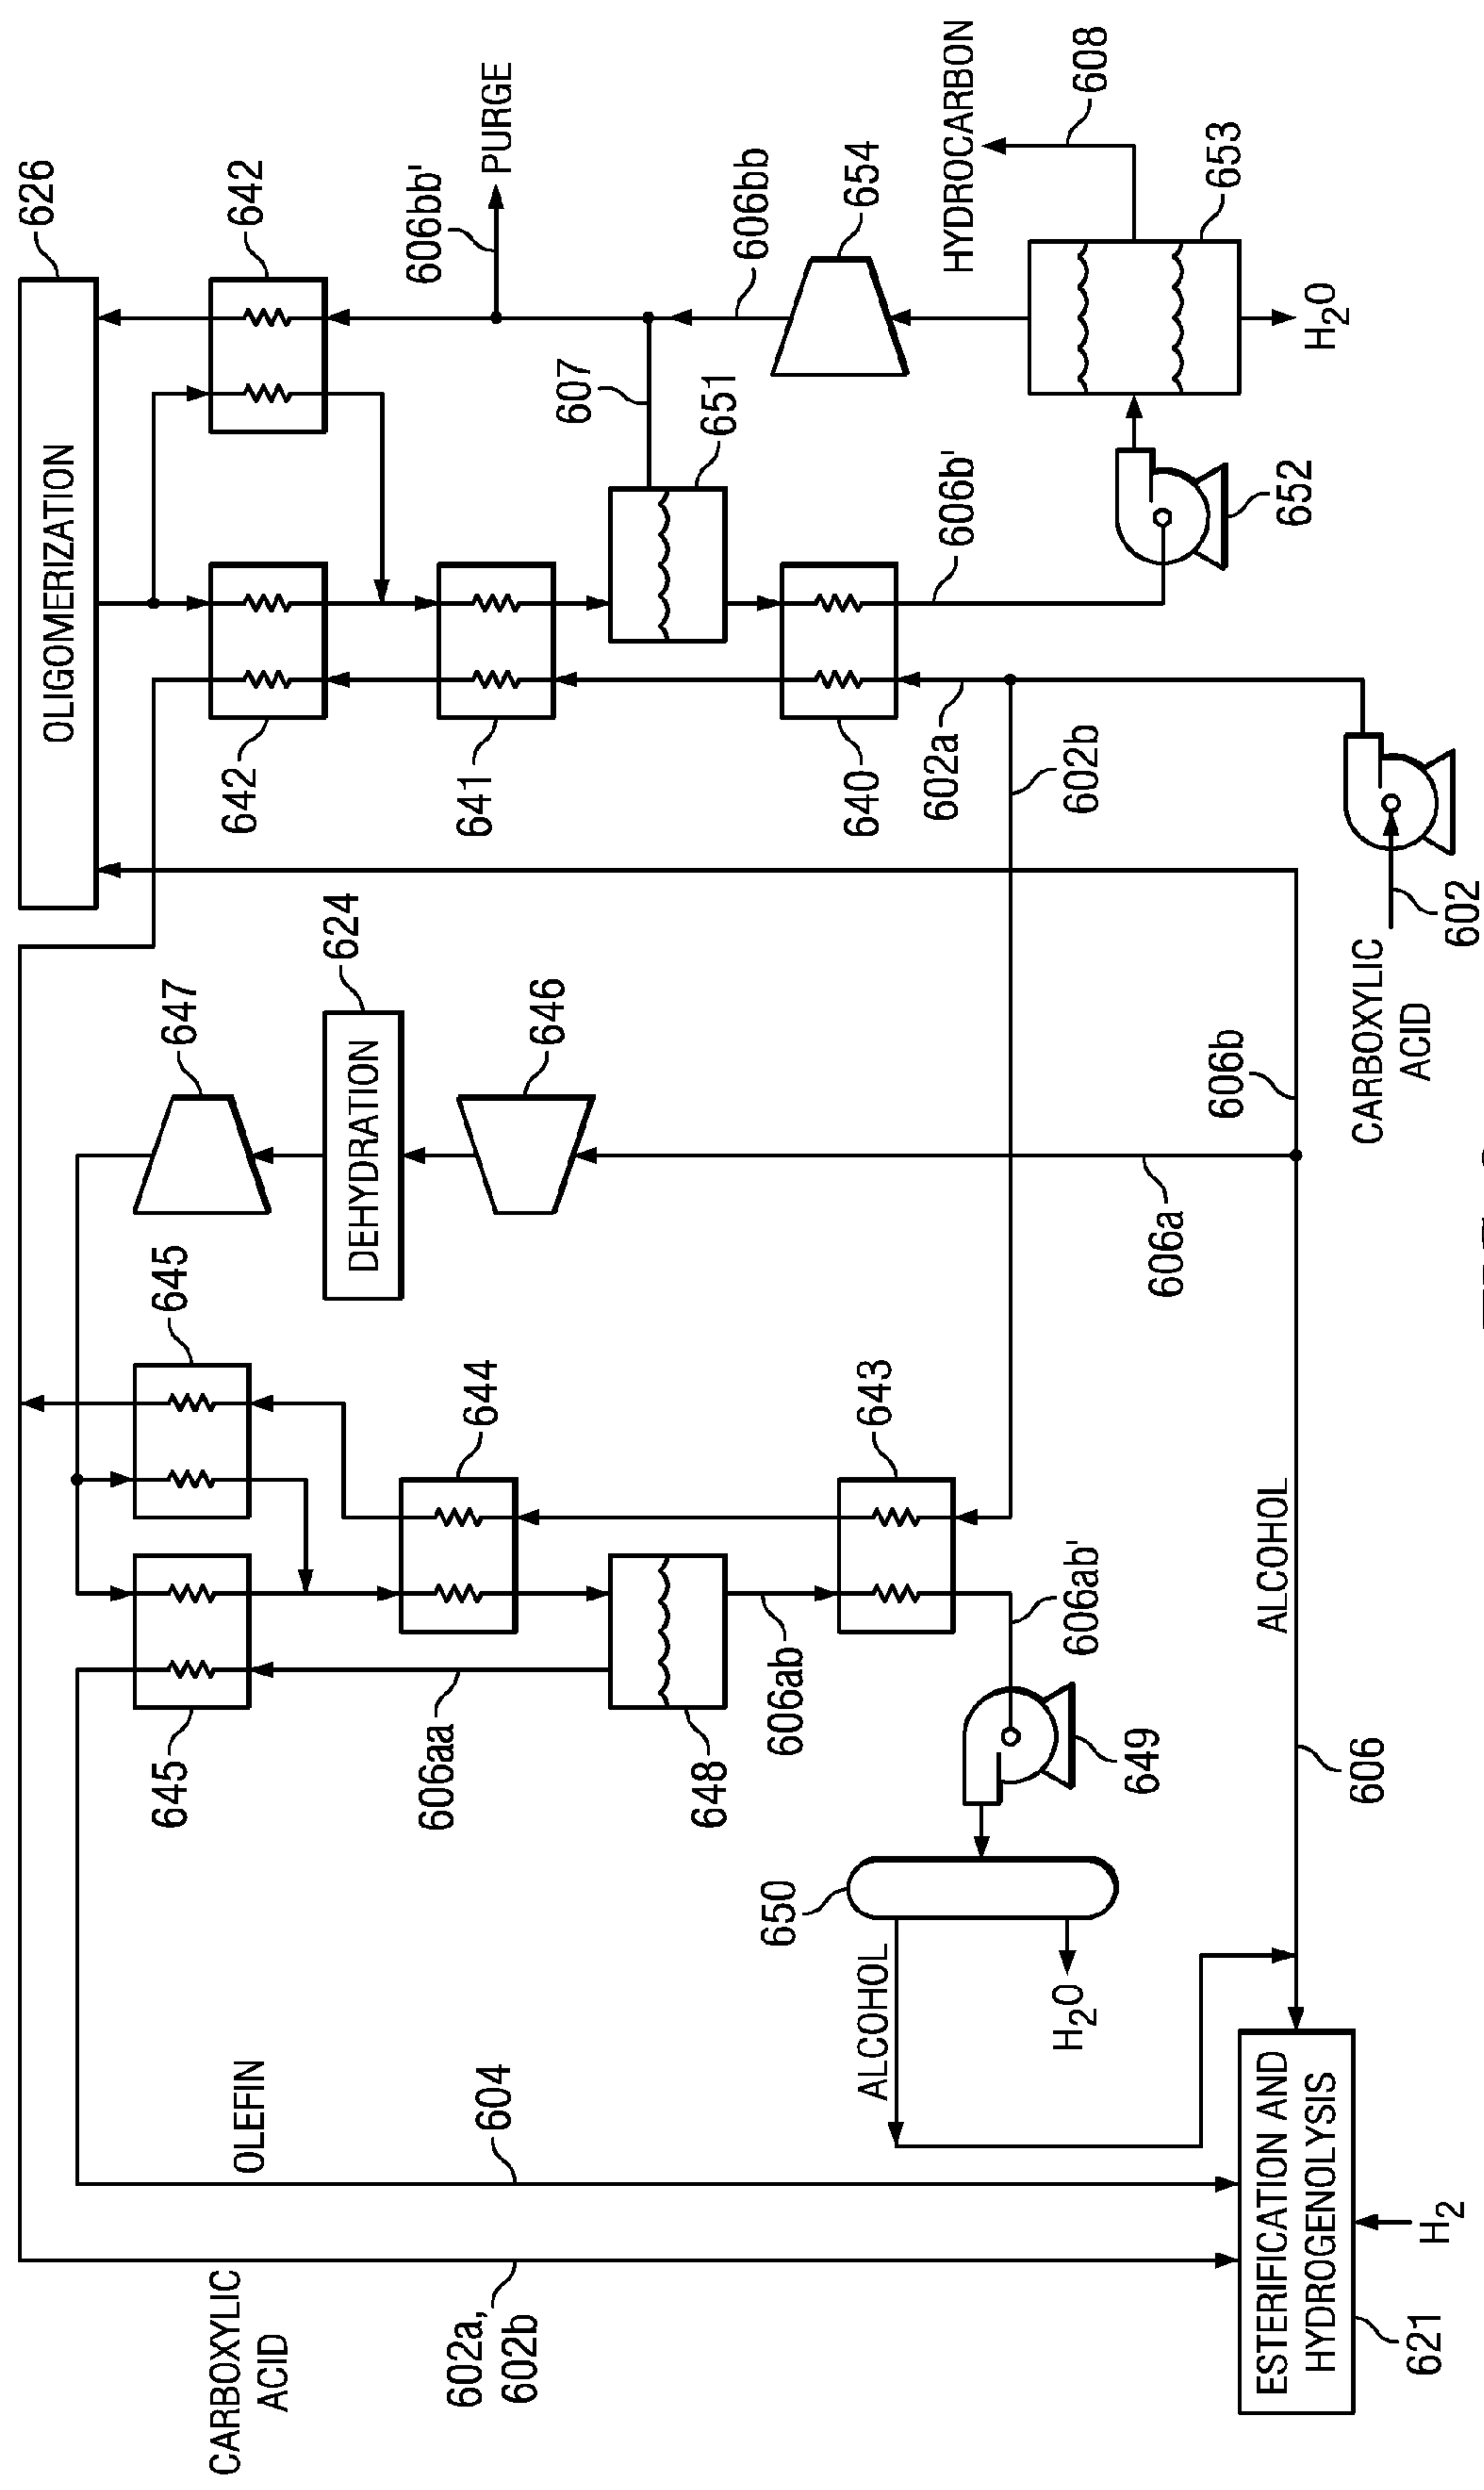 626
OLIGOMERIZATION
647
645
645
642
642
CARBOXYLIC
ACID
OLEFIN
624
DEHYDRATION
606bb'
PURGE
606aa
602a,
602b
604
644
646
641
607
651
648
606ab
650
ALCOHOL
643
640
602a
606b'
606bb
654
HYDROCARBON
H2O
606ab'
602b
608
649
606a
606b
653
652
ESTERIFICATION AND
HYDROGENOLYSIS
ALCOHOL
606
H2O
CARBOXYLIC
ACID
621
H2
602